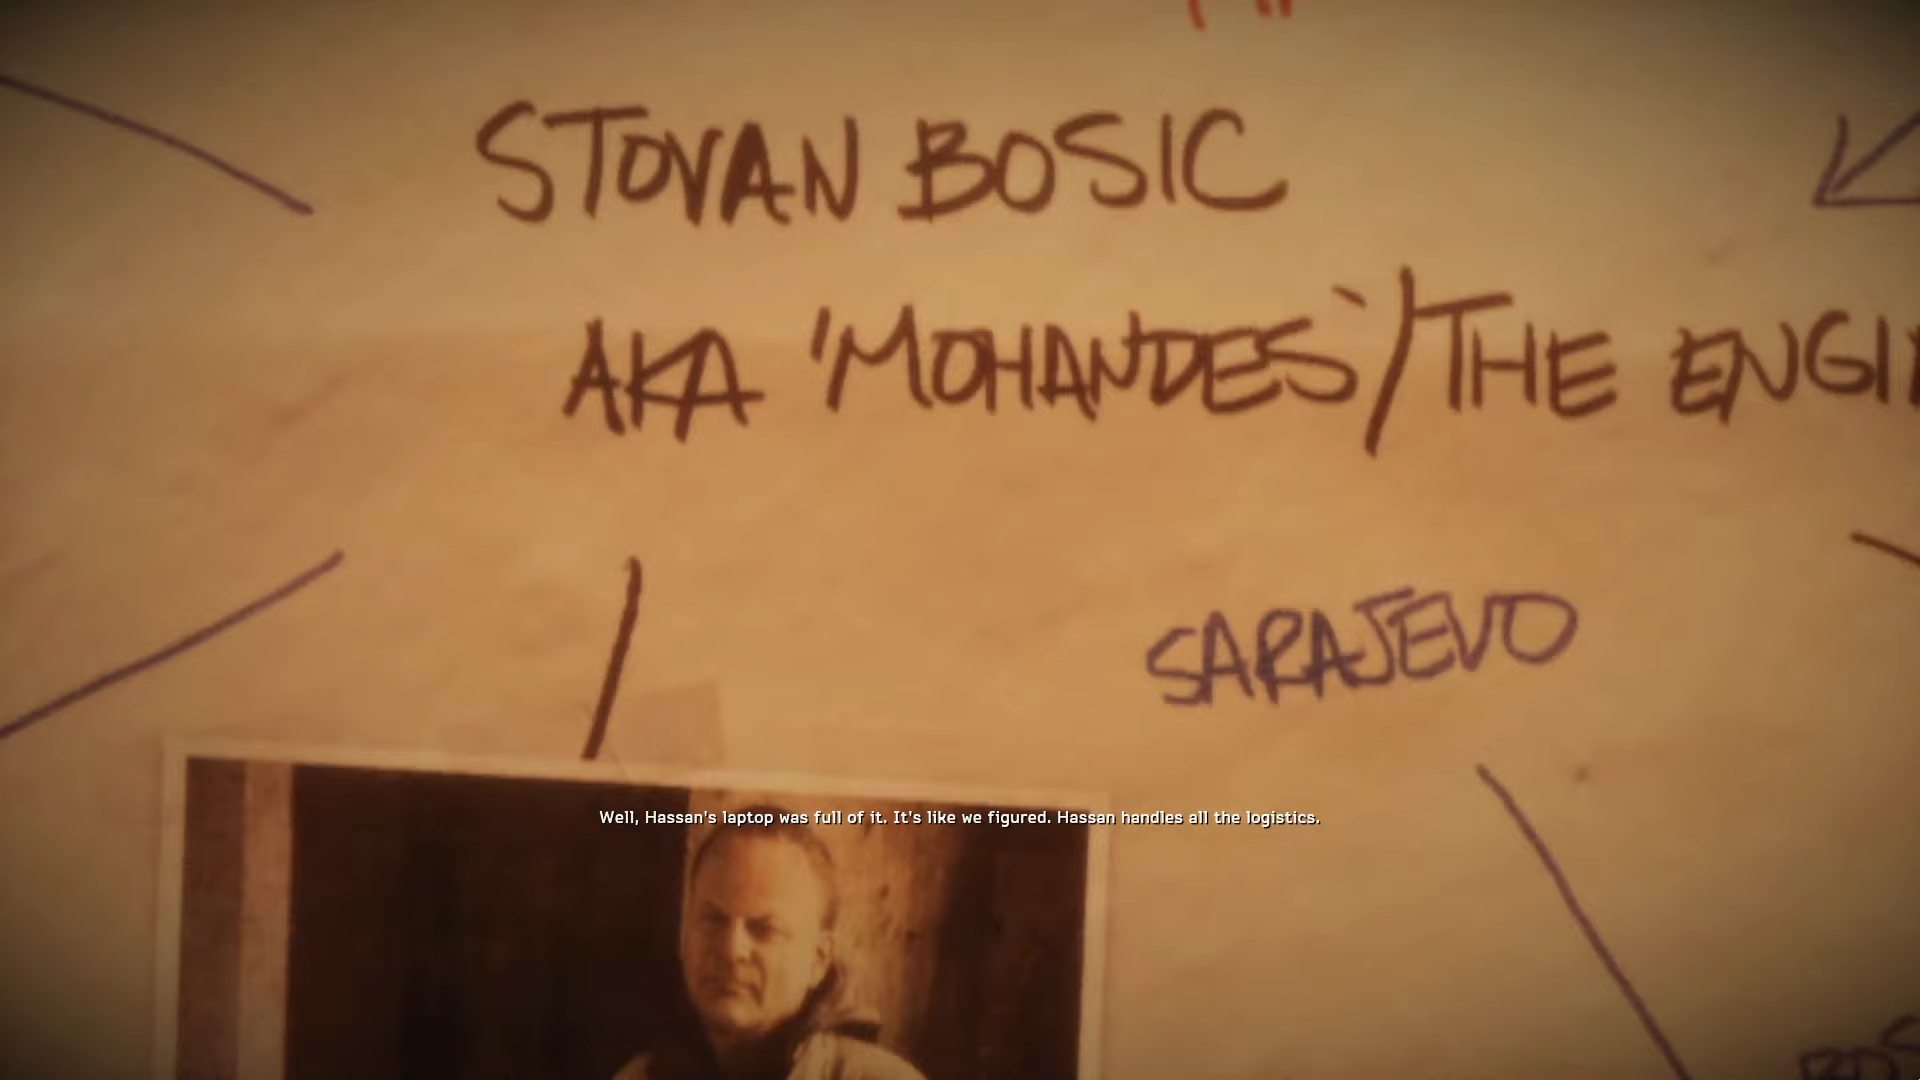 STOVAN BOSIC
AKA 'MOHANDES'/THE ENGI
SARAJEVO
Well, Hassan's laptop was full of it. It's like we figured. Hassan handles all the logistics.